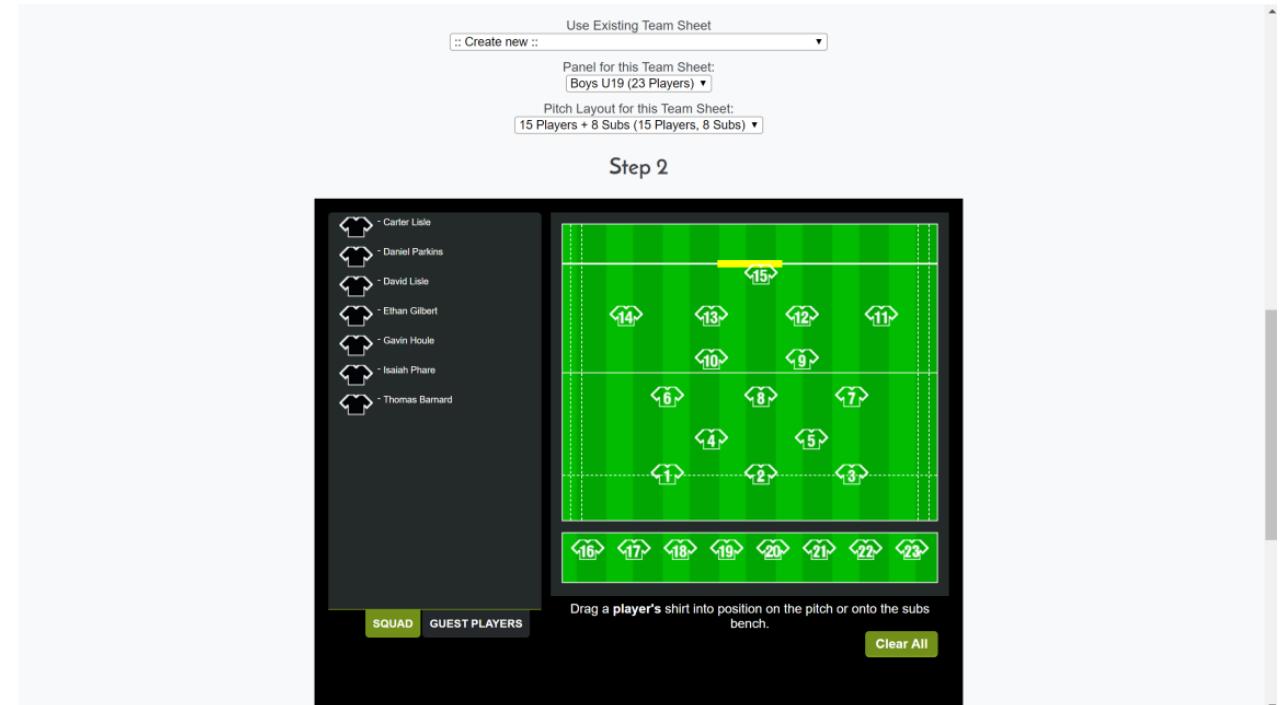 Use Existing Team Sheet
:: Create new ::
Panel for this Team Sheet:
Boys U19 (23 Players)
Pitch Layout for this Team Sheet:
15 Players + 8 Subs (15 Players, 8 Subs)
Step 2
- Carter Lisle
- Daniel Parkins
- David Lisle
- Ethan Gilbert
- Gavin Houle
- Isaiah Phare
- Thomas Barnard
SQUAD GUEST PLAYERS
15
14 13 12 11
10 9
6 8 7
4 5
1 2 3
16 17 18 19 20 21 22 23
Drag a player's shirt into position on the pitch or onto the subs
bench.
Clear All